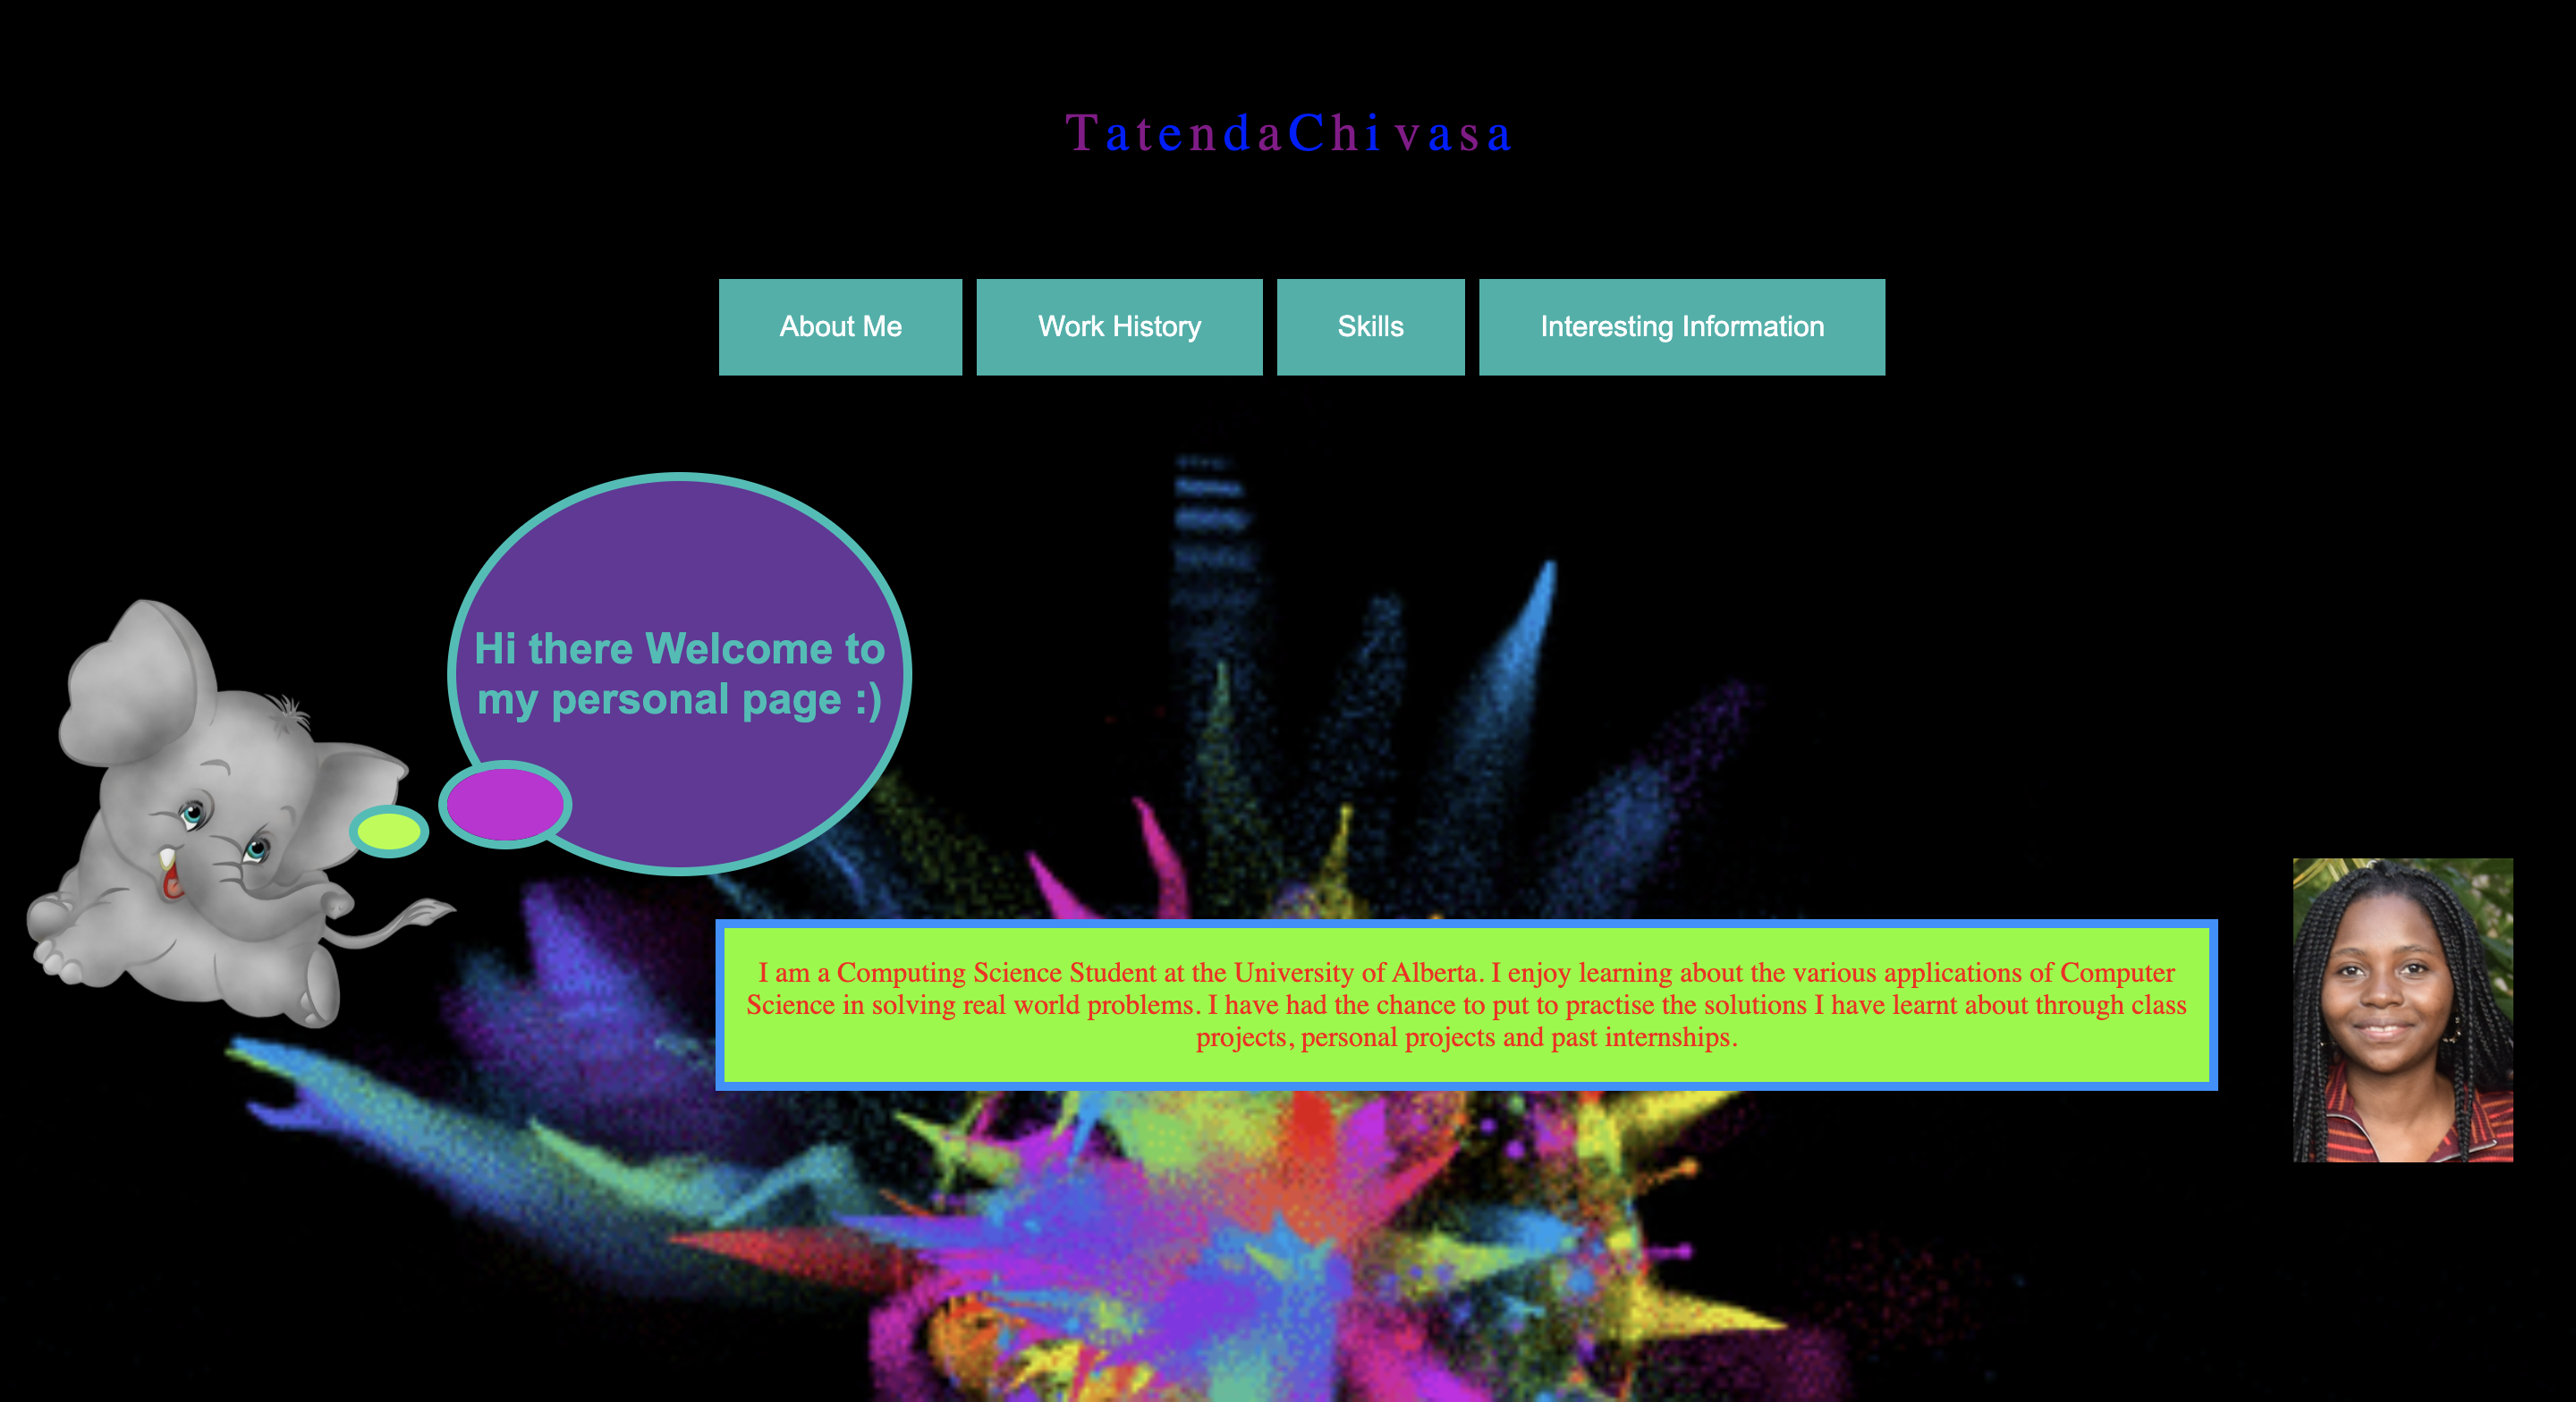 TatendaChivasa
About Me
Work History
Skills
Interesting Information
Hi there Welcome to
my personal page :)
I am a Computing Science Student at the University of Alberta. I enjoy learning about the various applications of Computer
Science in solving real world problems. I have had the chance to put to practise the solutions I have learnt about through class
projects, personal projects and past internships.